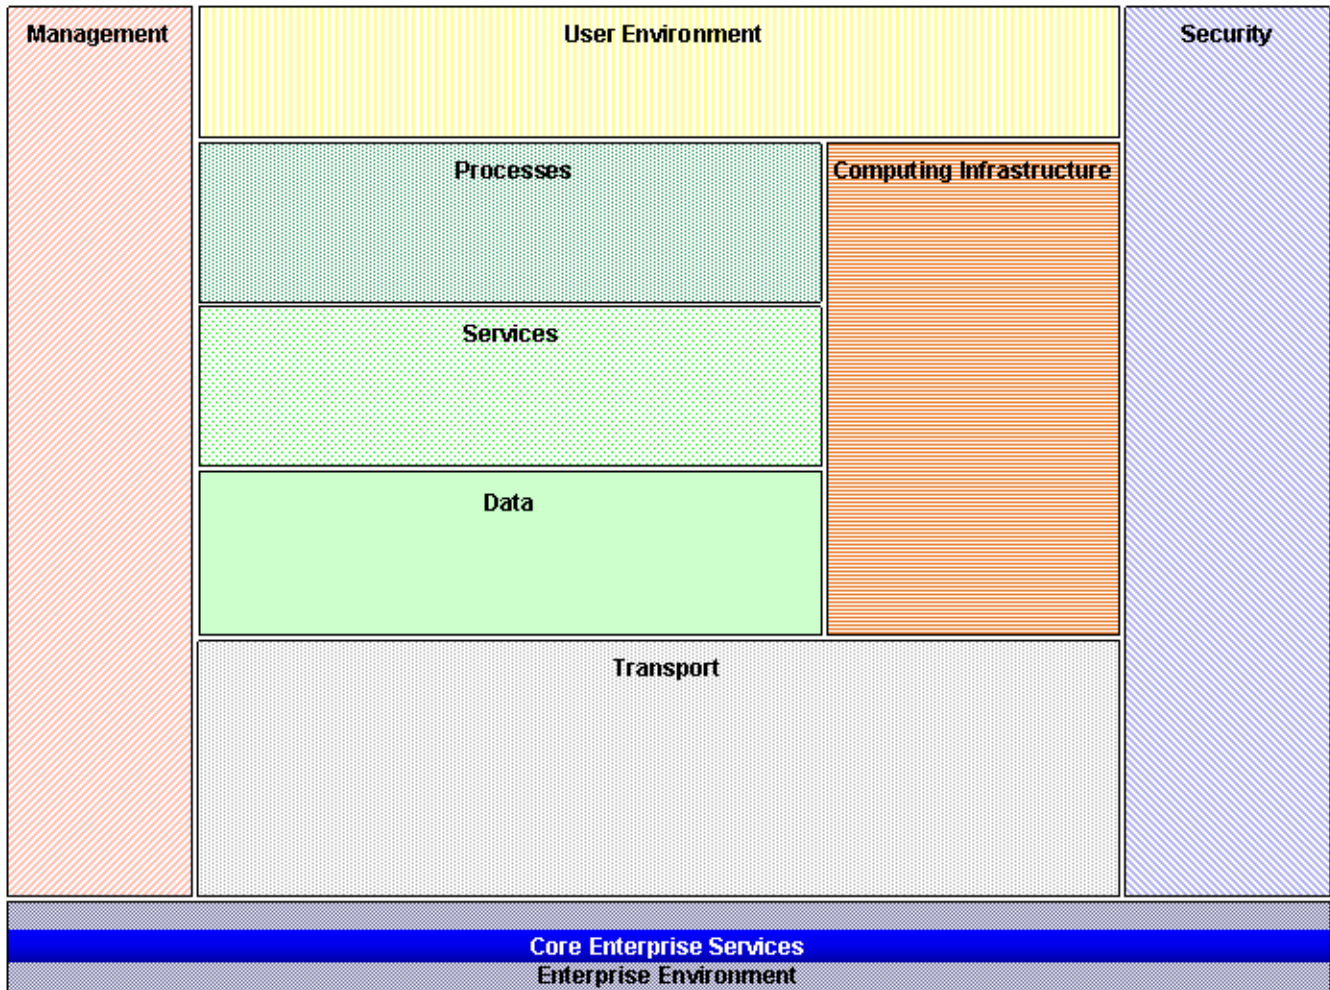 Management
User Environment
Security
Processes
Computing Infrastructure
Services
Data
Transport
Core Enterprise Services
Enterprise Environment